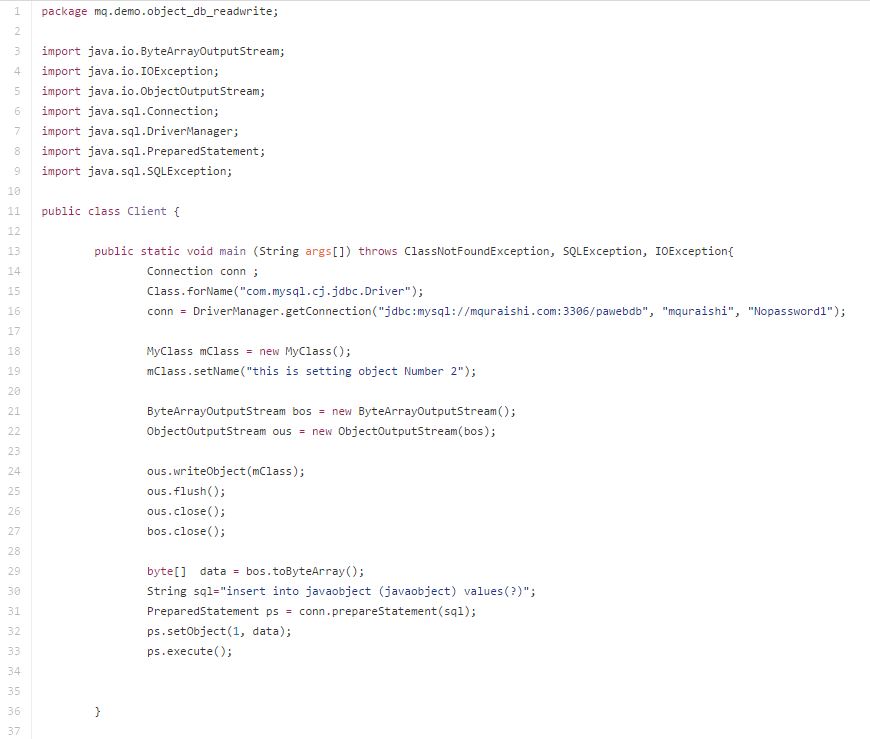 1 package mq.demo.object_db_readwrite;
2
3 import java.io.ByteArrayOutputStream;
4 import java.io.IOException;
5 import java.io.ObjectOutputStream;
6 import java.sql.Connection;
7 import java.sql.DriverManager;
8 import java.sql.PreparedStatement;
9 import java.sql.SQLException;
10
11 public class Client {
12
13 public static void main (String args[]) throws ClassNotFoundException, SQLException, IOException{
14 Connection conn ;
15 Class.forName("com.mysql.cj.jdbc.Driver");
16 conn = DriverManager.getConnection("jdbc:mysql://mquraishi.com:3306/pawebdb", "mquraishi", "Nopassword1");
17
18 MyClass mClass = new MyClass();
19 mClass.setName("this is setting object Number 2");
20
21 ByteArrayOutputStream bos = new ByteArrayOutputStream();
22 ObjectOutputStream ous = new ObjectOutputStream(bos);
23
24 ous.writeObject(mClass);
25 ous.flush();
26 ous.close();
27 bos.close();
28
29 byte[]  data = bos.toByteArray();
30 String sql="insert into javaobject (javaobject) values(?)";
31 PreparedStatement ps = conn.prepareStatement(sql);
32 ps.setObject(1, data);
33 ps.execute();
34
35
36 }
37